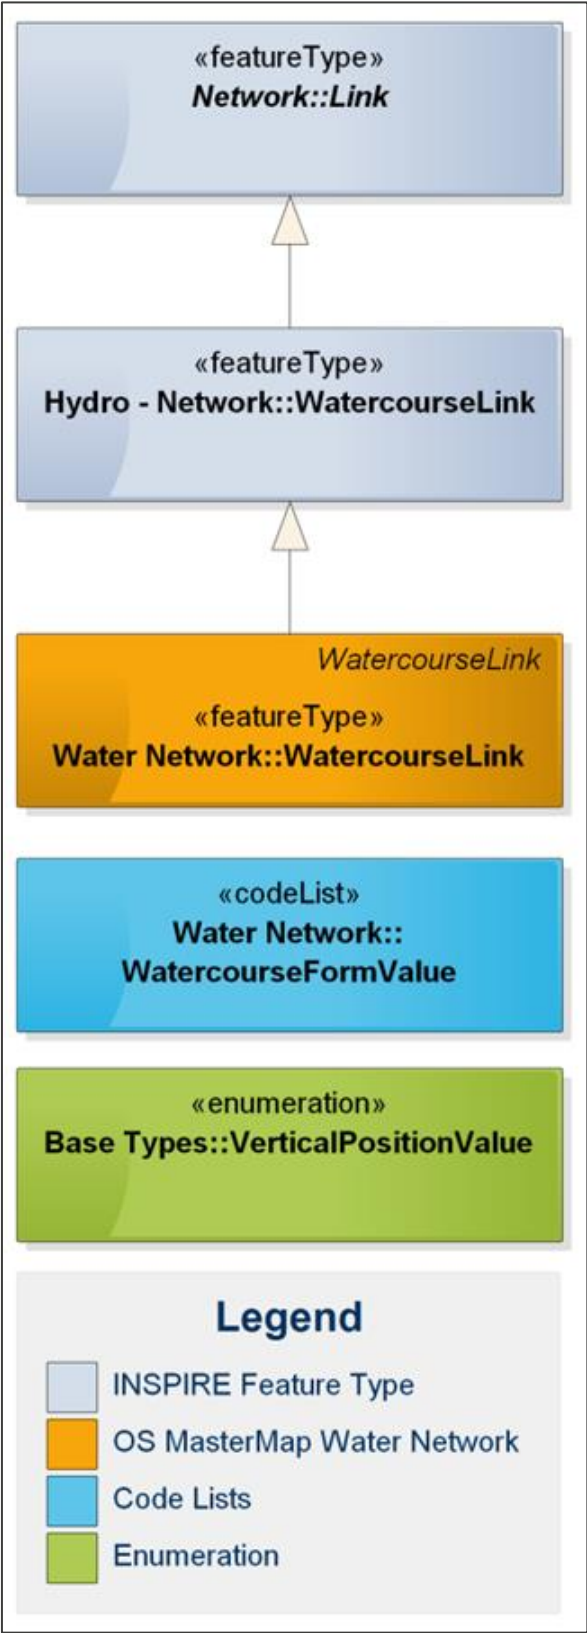 «featureType»
Network::Link
«featureType»
Hydro - Network::WatercourseLink
WatercourseLink
«featureType»
Water Network::WatercourseLink
«codeList»
Water Network::
WatercourseFormValue
«enumeration»
Base Types::VerticalPositionValue
Legend
INSPIRE Feature Type
OS MasterMap Water Network
Code Lists
Enumeration